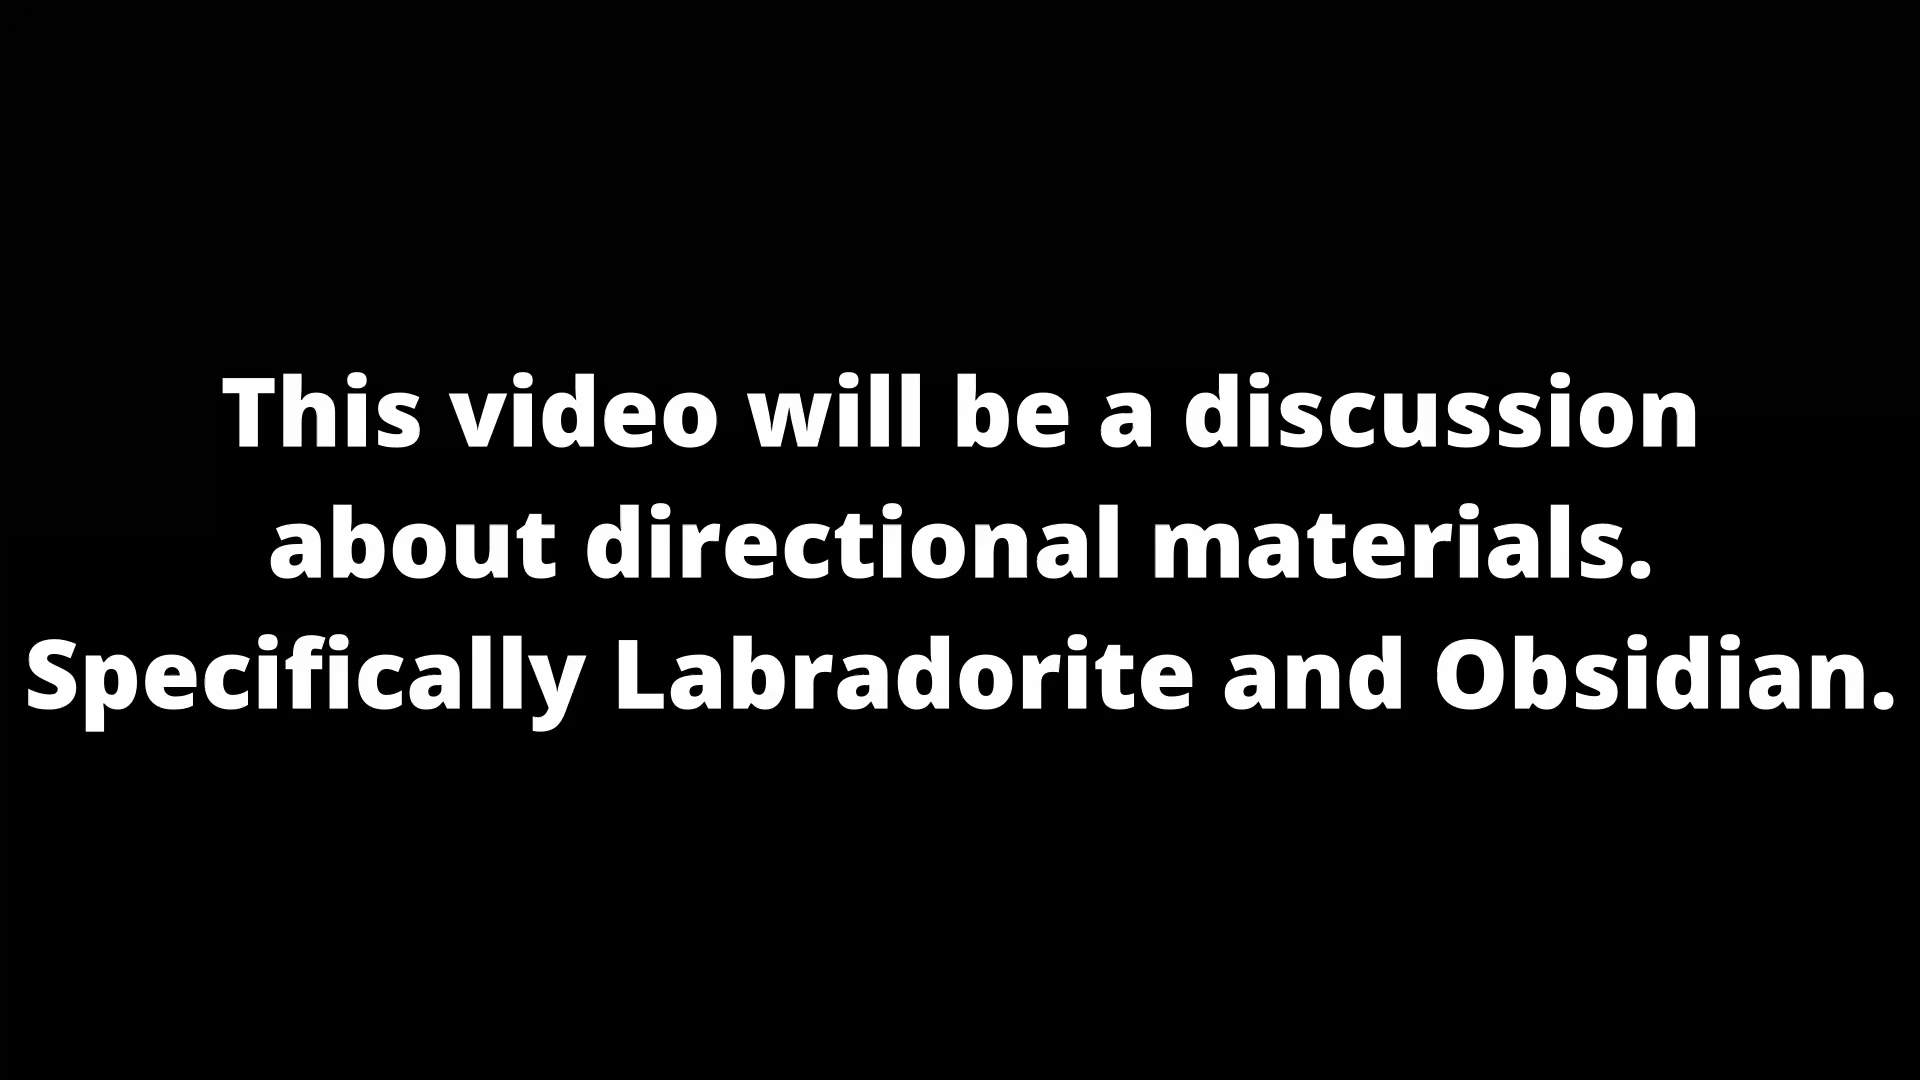 This video will be a discussion
about directional materials.
Specifically Labradorite and Obsidian.